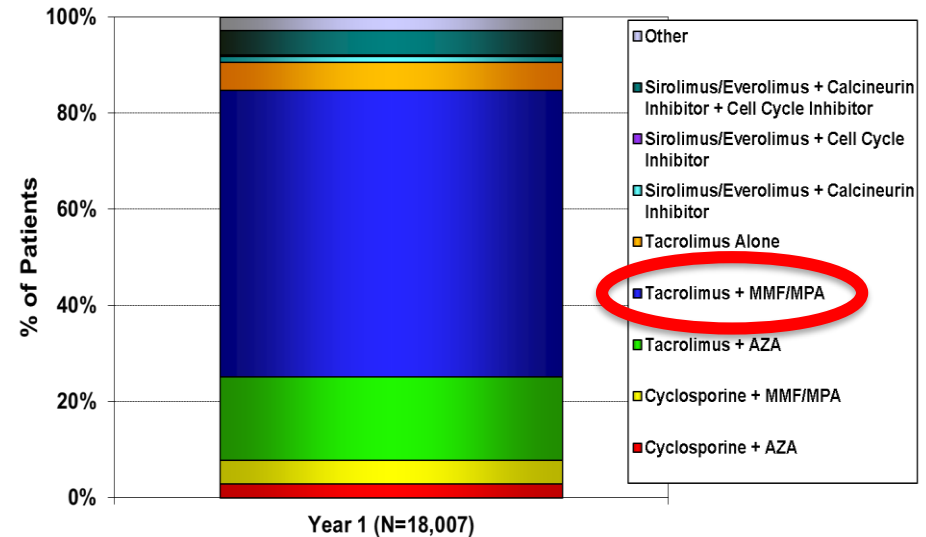 100%
80%
60%
40%
20%
0%
% of Patients
Year 1 (N=18,007)
Other
Sirolimus/Everolimus + Calcineurin
Inhibitor + Cell Cycle Inhibitor
Sirolimus/Everolimus + Cell Cycle
Inhibitor
Sirolimus/Everolimus + Calcineurin
Inhibitor
Tacrolimus Alone
Tacrolimus + MMF/MPA
Tacrolimus + AZA
Cyclosporine + MMF/MPA
Cyclosporine + AZA